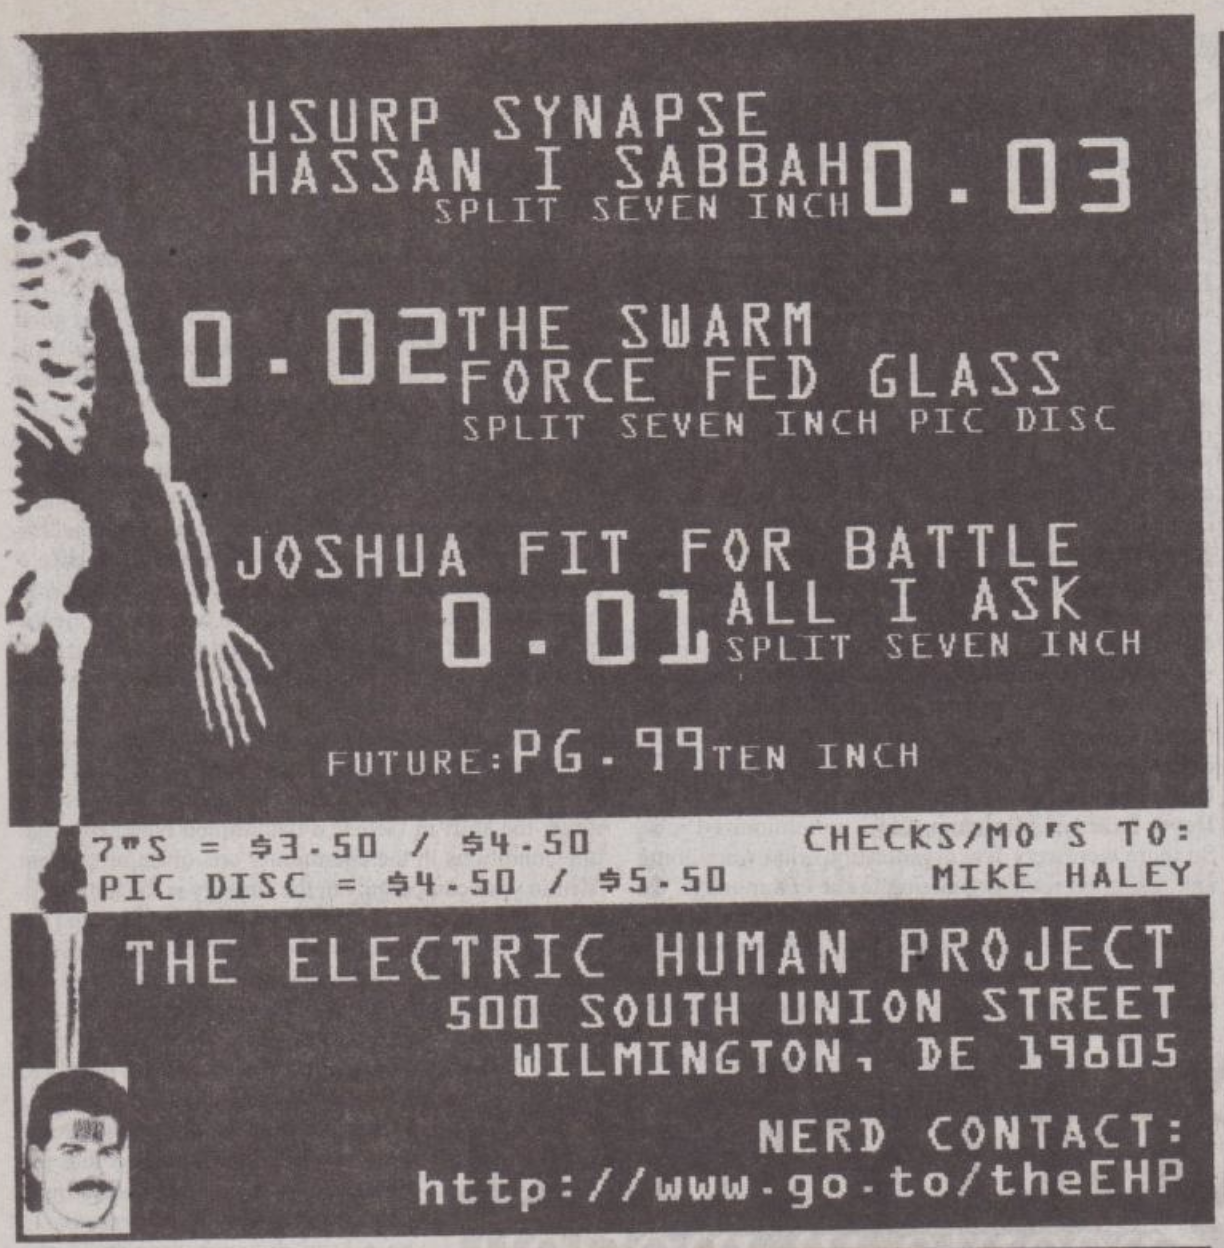 USURP SYNAPSE
HASSAN I SABBAH 0.03
SPLIT SEVEN INCH
0.02 THE SWARM
FORCE FED GLASS
SPLIT SEVEN INCH PIC DISC
JOSHUA FIT FOR BATTLE
0.01 ALL I ASK
SPLIT SEVEN INCH
FUTURE: PG. 99 TEN INCH
7"S = $3.50 / $4.50
PIC DISC = $4.50 / $5.50
CHECKS/MO'S TO:
MIKE HALEY
THE ELECTRIC HUMAN PROJECT
500 SOUTH UNION STREET
WILMINGTON, DE 19805
NERD CONTACT:
http://www.go.to/theEHP